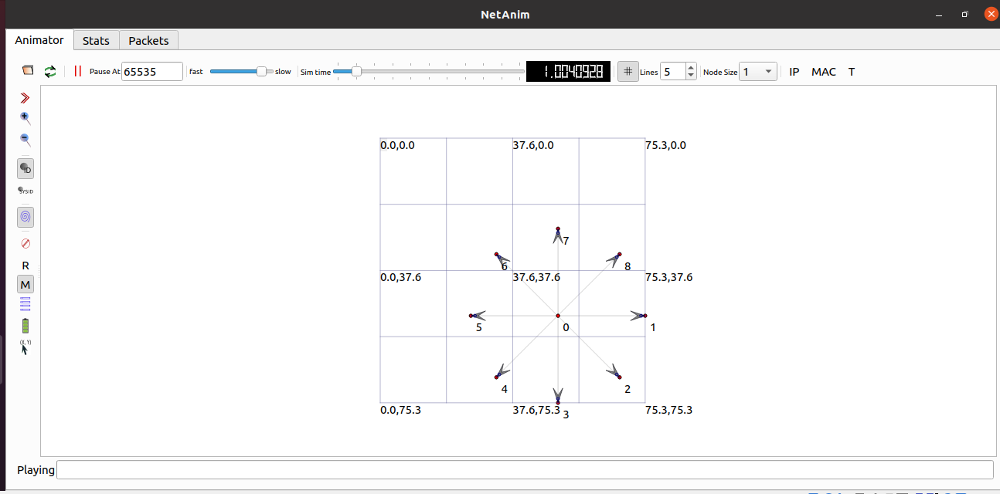 NetAnim
Animator Stats Packets
Pause At 65535 fast slow Sim time 1.0040928 # Lines 5 Node Size 1 IP MAC T
ID
SYSID
R
M
(X, Y)
0.0,0.0 37.6,0.0 75.3,0.0
7
6 8
0.0,37.6 37.6,37.6 75.3,37.6
5 0 1
4 2
0.0,75.3 37.6,75.3 75.3,75.3
3
Playing